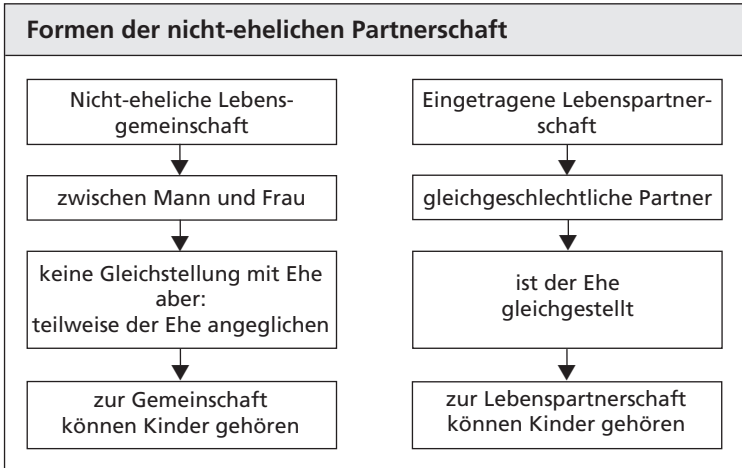 Formen der nicht-ehelichen Partnerschaft
Nicht-eheliche Lebens-
gemeinschaft
zwischen Mann und Frau
keine Gleichstellung mit Ehe
aber:
teilweise der Ehe angeglichen
zur Gemeinschaft
können Kinder gehören
Eingetragene Lebenspartner-
schaft
gleichgeschlechtliche Partner
ist der Ehe
gleichgestellt
zur Lebenspartnerschaft
können Kinder gehören